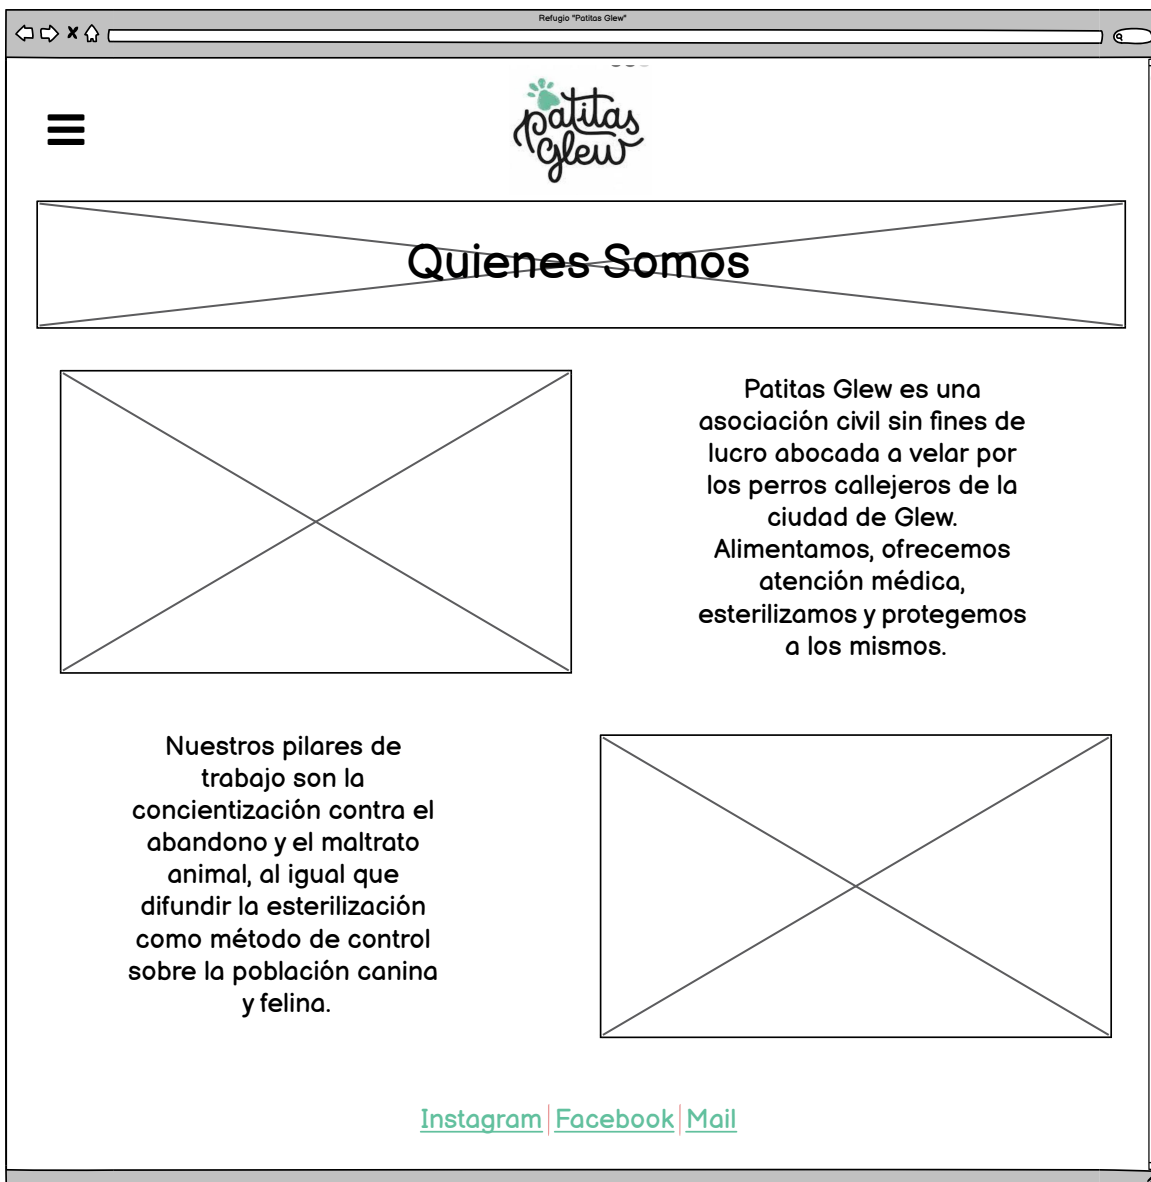 Refugio "Patitas Glew"
patitas
glew
Quienes Somos
Patitas Glew es una
asociación civil sin fines de
lucro abocada a velar por
los perros callejeros de la
ciudad de Glew.
Alimentamos, ofrecemos
atención médica,
esterilizamos y protegemos
a los mismos.
Nuestros pilares de
trabajo son la
concientización contra el
abandono y el maltrato
animal, al igual que
difundir la esterilización
como método de control
sobre la población canina
y felina.
Instagram Facebook Mail